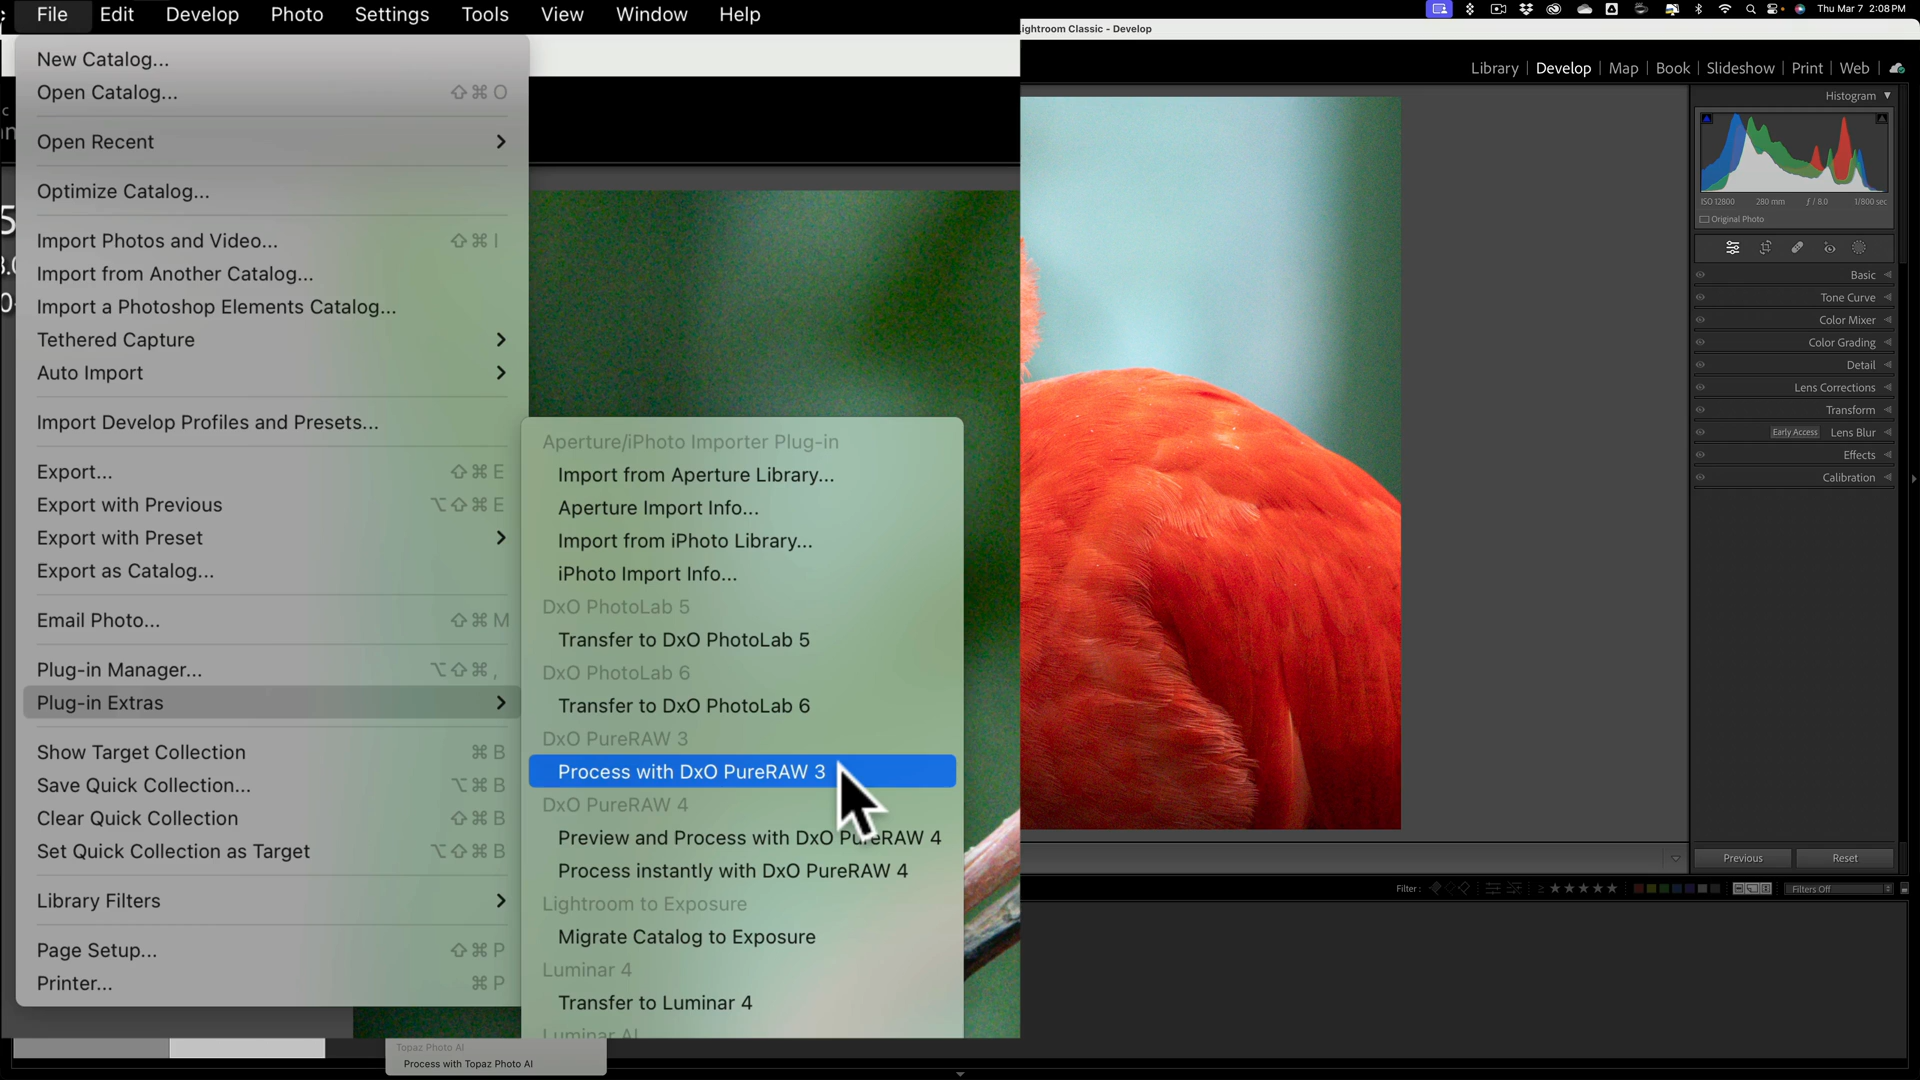 File Edit Develop Photo Settings Tools View Window Help
Thu Mar 7 2:08 PM
New Catalog...
Open Catalog... ⇧⌘ O
Open Recent
Optimize Catalog...
Import Photos and Video... ⇧⌘ I
Import from Another Catalog...
Import a Photoshop Elements Catalog...
Tethered Capture
Auto Import
Import Develop Profiles and Presets...
Export... ⇧⌘ E
Export with Previous ⌥⇧⌘ E
Export with Preset
Export as Catalog...
Email Photo... ⇧⌘ M
Plug-in Manager... ⌥⇧⌘ ,
Plug-in Extras
Show Target Collection ⌘ B
Save Quick Collection... ⌥⌘ B
Clear Quick Collection ⇧⌘ B
Set Quick Collection as Target ⌥⇧⌘ B
Library Filters
Page Setup... ⇧⌘ P
Printer... ⌘ P
Aperture/iPhoto Importer Plug-in
Import from Aperture Library...
Aperture Import Info...
Import from iPhoto Library...
iPhoto Import Info...
DxO PhotoLab 5
Transfer to DxO PhotoLab 5
DxO PhotoLab 6
Transfer to DxO PhotoLab 6
DxO PureRAW 3
Process with DxO PureRAW 3
DxO PureRAW 4
Preview and Process with DxO PureRAW 4
Process instantly with DxO PureRAW 4
Lightroom to Exposure
Migrate Catalog to Exposure
Luminar 4
Transfer to Luminar 4
Luminar AI
Topaz Photo AI
Process with Topaz Photo AI
ightroom Classic - Develop
Library | Develop | Map | Book | Slideshow | Print | Web
Histogram
ISO 12800 280 mm ƒ / 8.0 1/800 sec
Original Photo
Basic
Tone Curve
Color Mixer
Color Grading
Detail
Lens Corrections
Transform
Early Access Lens Blur
Effects
Calibration
Previous Reset
Filter : ≥ ★★★★★ Filters Off